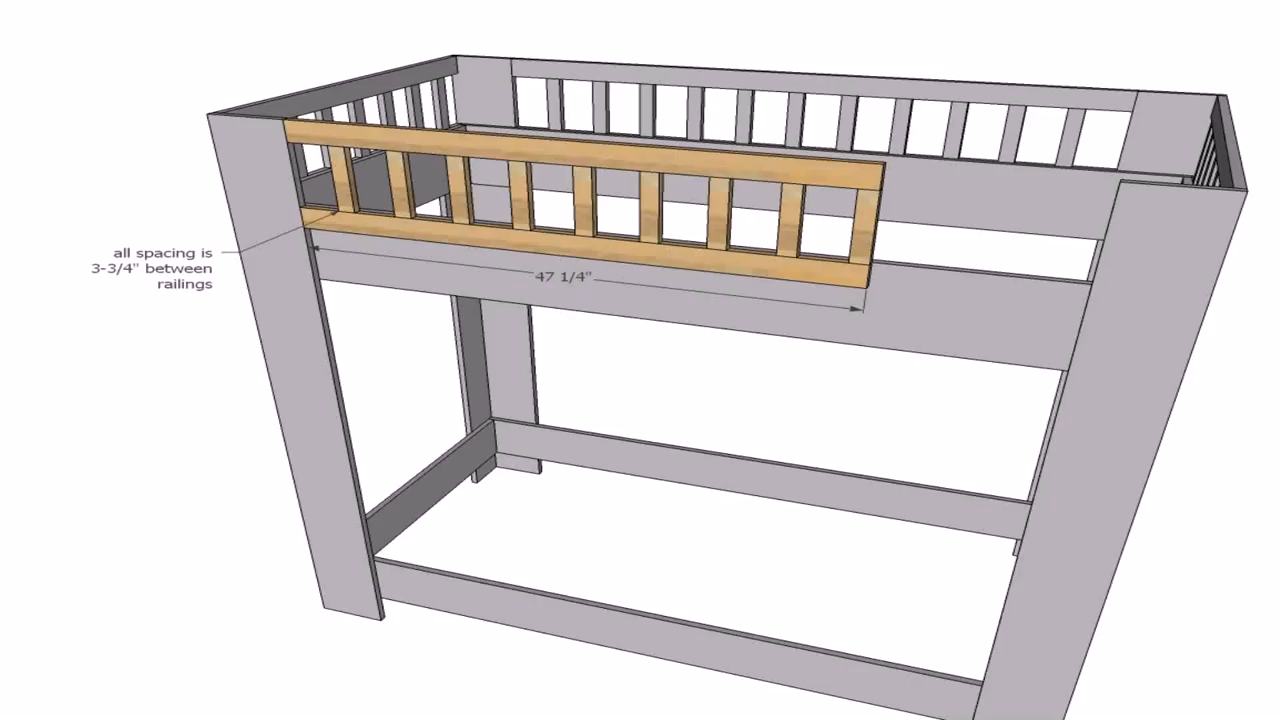 all spacing is
3-3/4" between
railings
47 1/4"